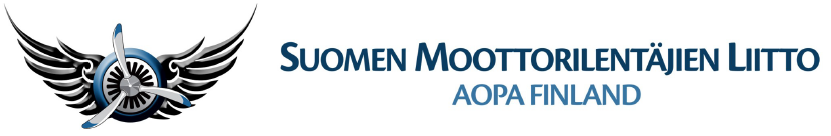 Suomen Moottorilentäjien Liitto
AOPA FINLAND